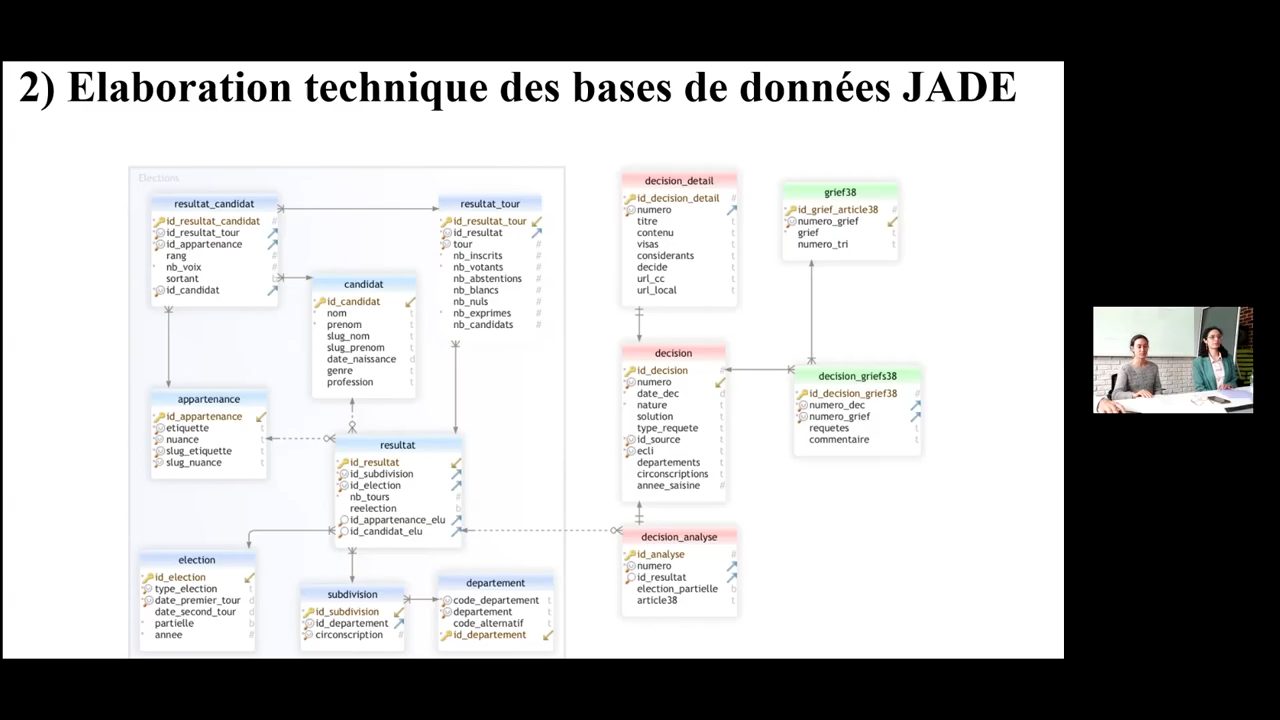 2) Elaboration technique des bases de données JADE
Elections
resultat_candidat
id_resultat_candidat #
id_resultat_tour
id_appartenance
rang #
nb_voix #
sortant b
id_candidat
resultat_tour
id_resultat_tour
id_resultat
tour #
nb_inscrits #
nb_votants #
nb_abstentions #
nb_blancs #
nb_nuls #
nb_exprimes #
nb_candidats #
candidat
id_candidat
nom t
prenom t
slug_nom t
slug_prenom t
date_naissance d
genre t
profession t
appartenance
id_appartenance
etiquette t
nuance t
slug_etiquette t
slug_nuance t
resultat
id_resultat
id_subdivision
id_election
nb_tours #
reelection b
id_appartenance_elu
id_candidat_elu
election
id_election
type_election t
date_premier_tour d
date_second_tour d
partielle b
annee #
subdivision
id_subdivision
id_departement
circonscription #
departement
code_departement t
departement t
code_alternatif t
id_departement
decision_detail
id_decision_detail #
numero
titre t
contenu t
visas t
considerants t
decide t
url_cc t
url_local t
decision
id_decision #
numero
date_dec d
nature t
solution t
type_requete t
id_source t
ecli t
departements t
circonscriptions t
annee_saisine #
decision_analyse
id_analyse #
numero
id_resultat
election_partielle b
article38 t
grief38
id_grief_article38 #
numero_grief
grief t
numero_tri t
decision_griefs38
id_decision_grief38 #
numero_dec
numero_grief
requetes t
commentaire t